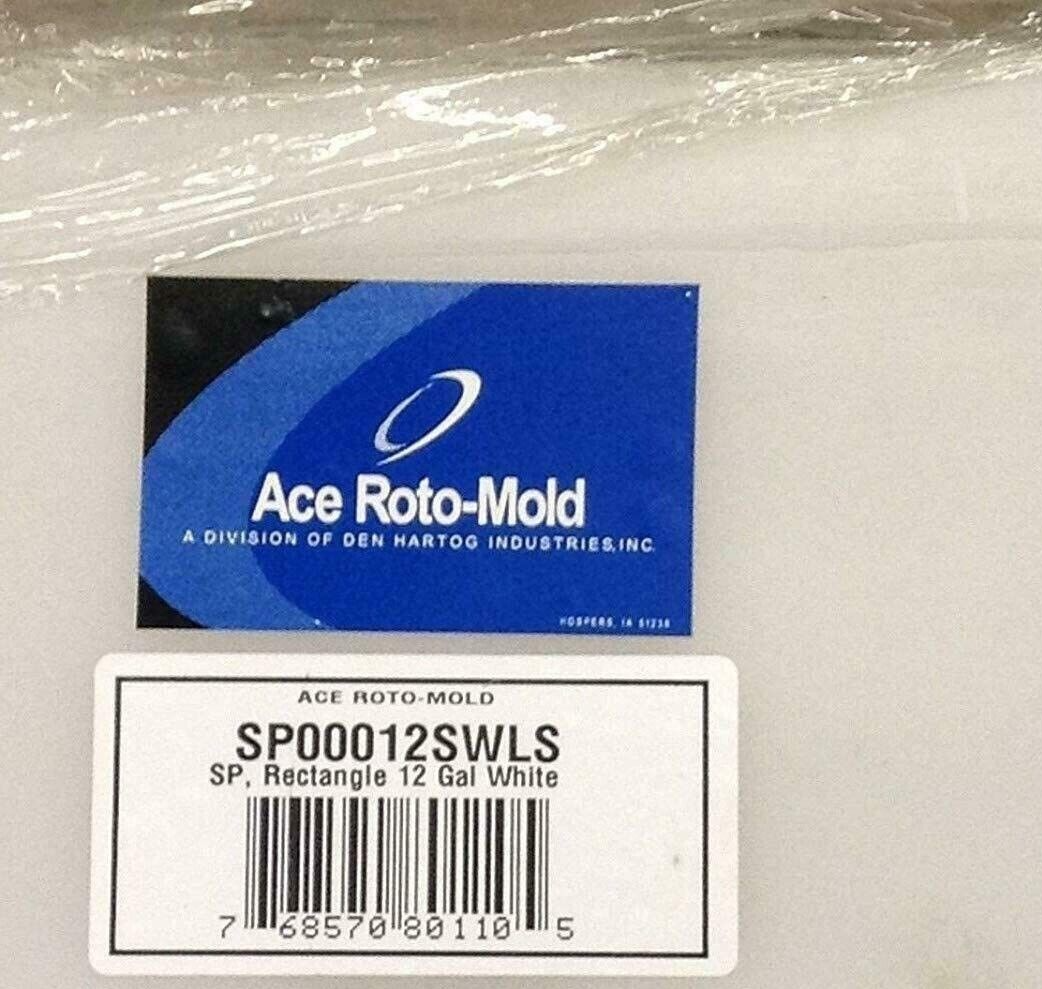 Ace Roto-Mold
A DIVISION OF DEN HARTOG INDUSTRIES, INC.
HOSPERS, IA 51238
ACE ROTO-MOLD
SP00012SWLS
SP, Rectangle 12 Gal White
7 68570 80110 5